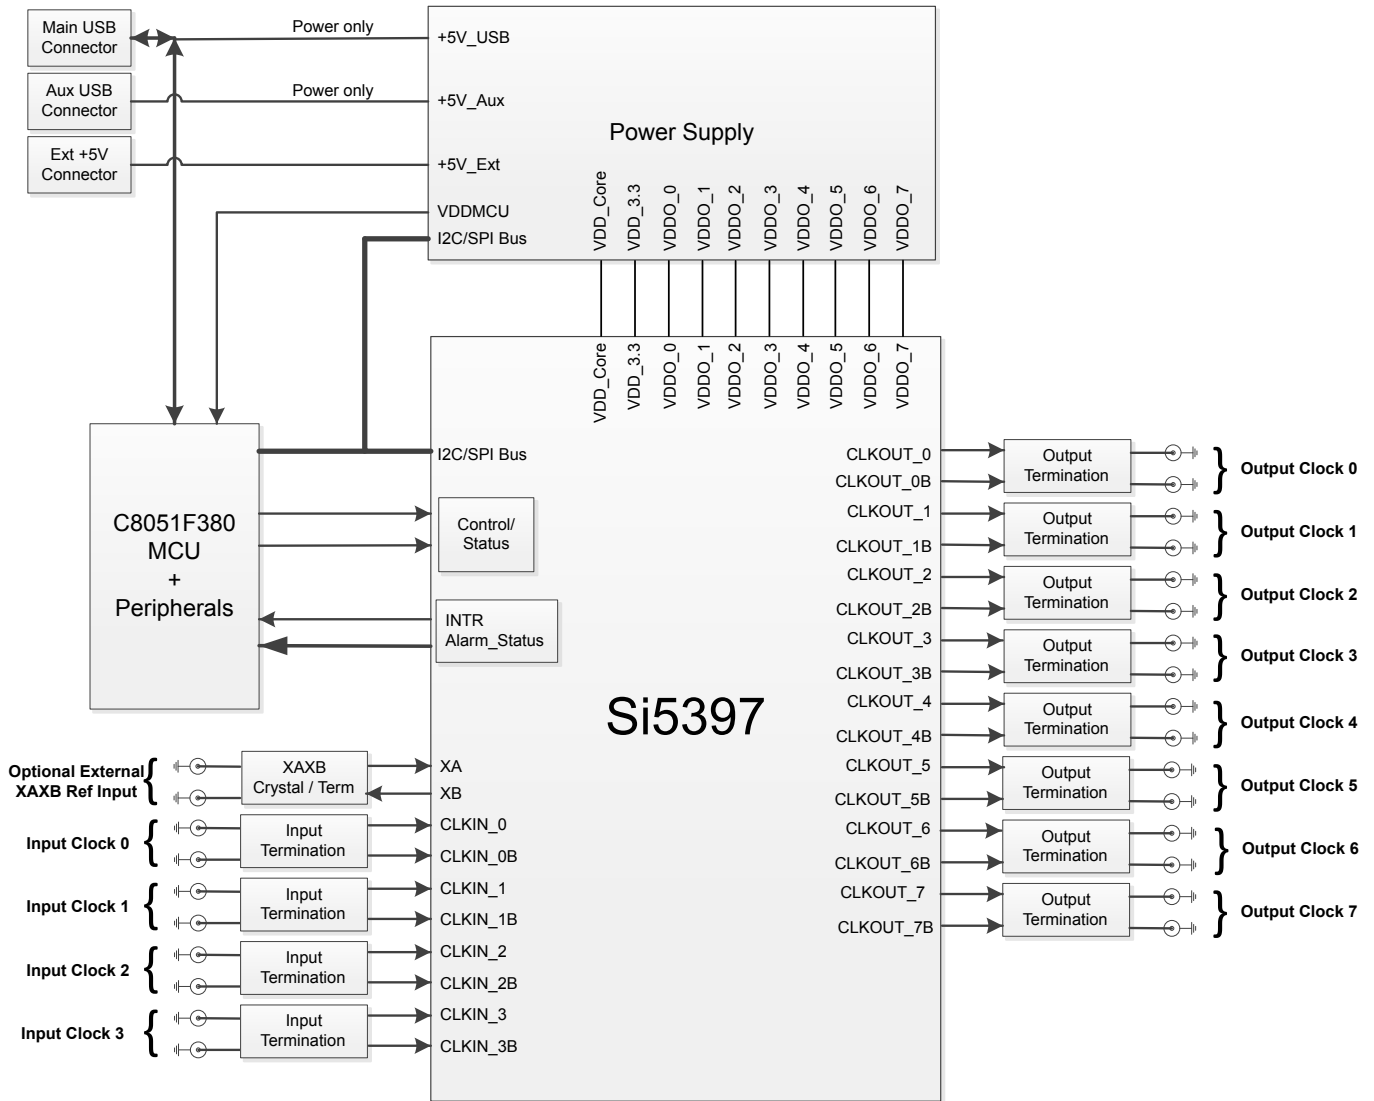 Main USB
Connector
Power only
+5V_USB
Aux USB
Connector
Power only
+5V_Aux
Power Supply
Ext +5V
Connector
+5V_Ext
VDDMCU
I2C/SPI Bus
VDD_Core
VDD_3.3
VDDO_0
VDDO_1
VDDO_2
VDDO_3
VDDO_4
VDDO_5
VDDO_6
VDDO_7
VDD_Core
VDD_3.3
VDDO_0
VDDO_1
VDDO_2
VDDO_3
VDDO_4
VDDO_5
VDDO_6
VDDO_7
C8051F380
MCU
+
Peripherals
I2C/SPI Bus
Control/
Status
INTR
Alarm_Status
Si5397
Optional External
XAXB Ref Input
XAXB
Crystal / Term
XA
XB
Input Clock 0
Input
Termination
CLKIN_0
CLKIN_0B
Input Clock 1
Input
Termination
CLKIN_1
CLKIN_1B
Input Clock 2
Input
Termination
CLKIN_2
CLKIN_2B
Input Clock 3
Input
Termination
CLKIN_3
CLKIN_3B
CLKOUT_0
CLKOUT_0B
Output
Termination
Output Clock 0
CLKOUT_1
CLKOUT_1B
Output
Termination
Output Clock 1
CLKOUT_2
CLKOUT_2B
Output
Termination
Output Clock 2
CLKOUT_3
CLKOUT_3B
Output
Termination
Output Clock 3
CLKOUT_4
CLKOUT_4B
Output
Termination
Output Clock 4
CLKOUT_5
CLKOUT_5B
Output
Termination
Output Clock 5
CLKOUT_6
CLKOUT_6B
Output
Termination
Output Clock 6
CLKOUT_7
CLKOUT_7B
Output
Termination
Output Clock 7